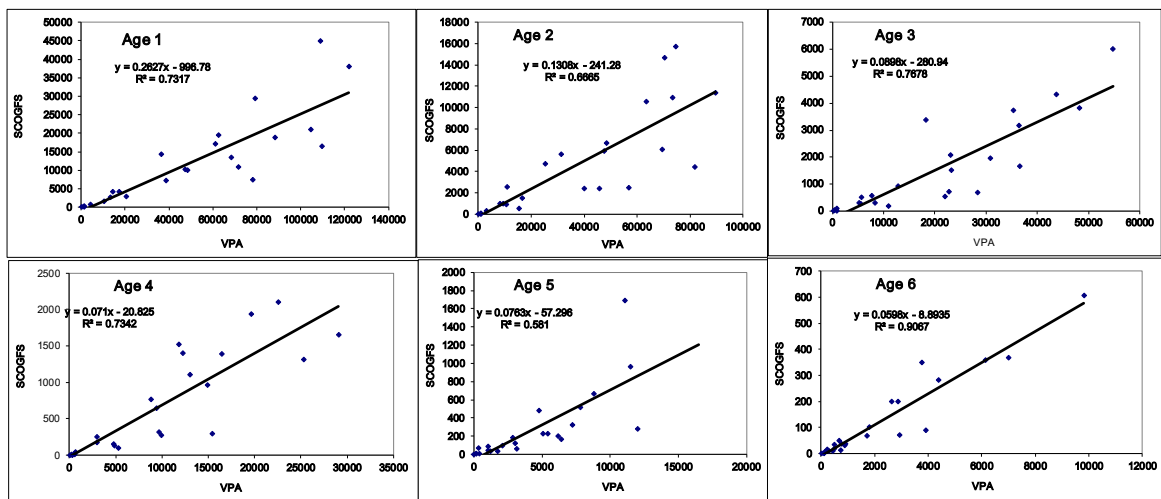 Age 1
y = 0.2627x - 996.78
R² = 0.7317
SCOGFS
50000
45000
40000
35000
30000
25000
20000
15000
10000
5000
0
0 20000 40000 60000 80000 100000 120000 140000
VPA
Age 2
y = 0.1308x - 241.28
R² = 0.6665
SCOGFS
18000
16000
14000
12000
10000
8000
6000
4000
2000
0
0 20000 40000 60000 80000 100000
VPA
Age 3
y = 0.0898x - 280.94
R² = 0.7678
SCOGFS
7000
6000
5000
4000
3000
2000
1000
0
0 10000 20000 30000 40000 50000 60000
VPA
Age 4
y = 0.071x - 20.825
R² = 0.7342
SCOGFS
2500
2000
1500
1000
500
0
0 5000 10000 15000 20000 25000 30000 35000
VPA
Age 5
y = 0.0763x - 57.296
R² = 0.581
SCOGFS
2000
1800
1600
1400
1200
1000
800
600
400
200
0
0 5000 10000 15000 20000
VPA
Age 6
y = 0.0598x - 8.8935
R² = 0.9067
SCOGFS
700
600
500
400
300
200
100
0
0 2000 4000 6000 8000 10000 12000
VPA